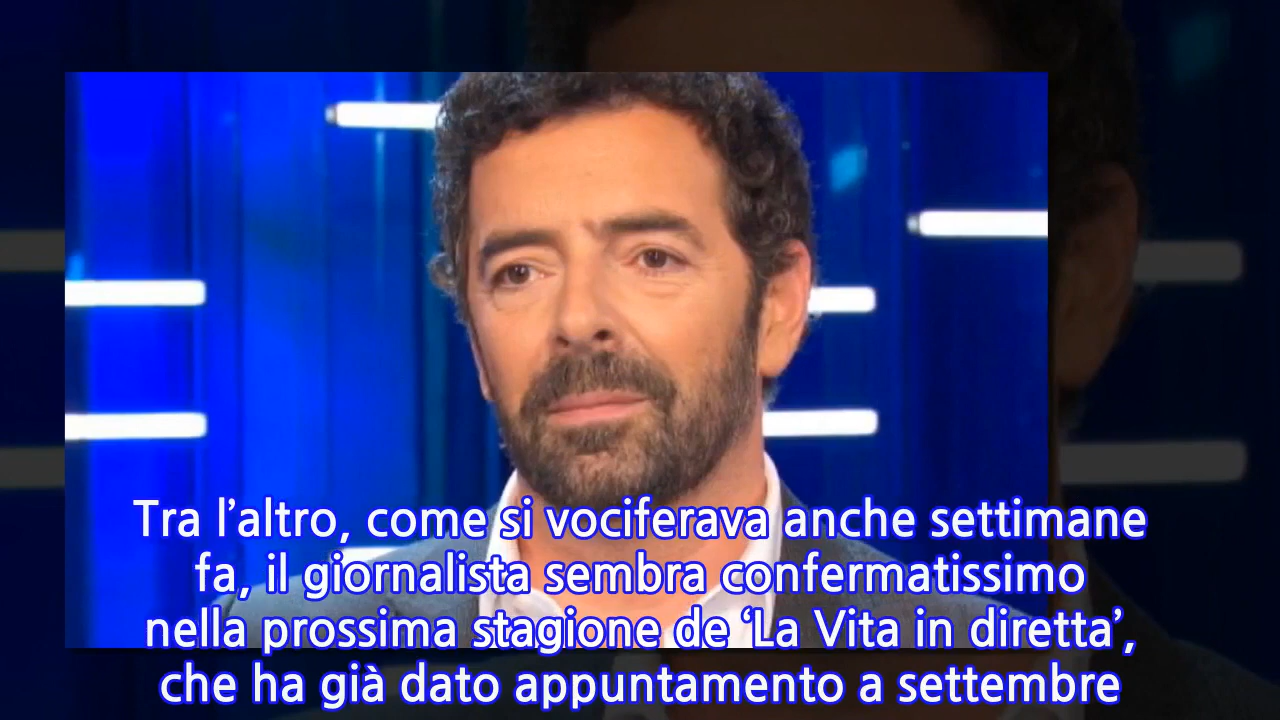 Tra l’altro, come si vociferava anche settimane
fa, il giornalista sembra confermatissimo
nella prossima stagione de ‘La Vita in diretta’,
che ha già dato appuntamento a settembre